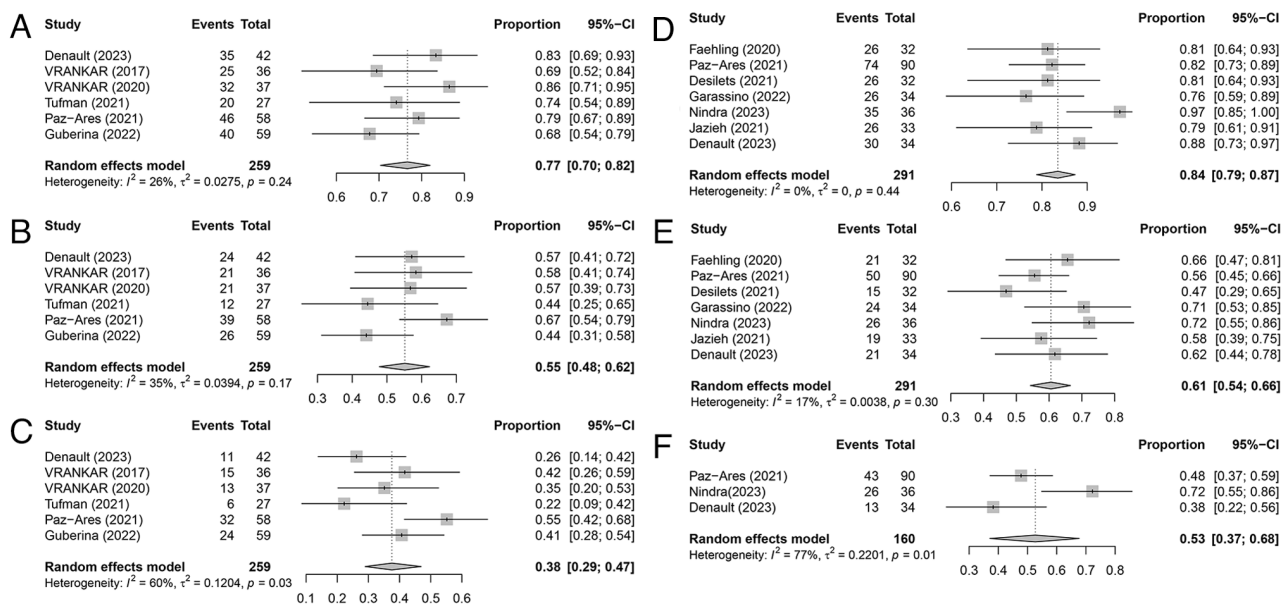 A
Study Events Total Proportion 95%−CI
Denault (2023) 35 42 0.83 [0.69; 0.93]
VRANKAR (2017) 25 36 0.69 [0.52; 0.84]
VRANKAR (2020) 32 37 0.86 [0.71; 0.95]
Tufman (2021) 20 27 0.74 [0.54; 0.89]
Paz−Ares (2021) 46 58 0.79 [0.67; 0.89]
Guberina (2022) 40 59 0.68 [0.54; 0.79]
Random effects model 259 0.77 [0.70; 0.82]
Heterogeneity: I² = 26%, τ² = 0.0275, p = 0.24
0.6 0.7 0.8 0.9
B
Study Events Total Proportion 95%−CI
Denault (2023) 24 42 0.57 [0.41; 0.72]
VRANKAR (2017) 21 36 0.58 [0.41; 0.74]
VRANKAR (2020) 21 37 0.57 [0.39; 0.73]
Tufman (2021) 12 27 0.44 [0.25; 0.65]
Paz−Ares (2021) 39 58 0.67 [0.54; 0.79]
Guberina (2022) 26 59 0.44 [0.31; 0.58]
Random effects model 259 0.55 [0.48; 0.62]
Heterogeneity: I² = 35%, τ² = 0.0394, p = 0.17
0.3 0.4 0.5 0.6 0.7
C
Study Events Total Proportion 95%−CI
Denault (2023) 11 42 0.26 [0.14; 0.42]
VRANKAR (2017) 15 36 0.42 [0.26; 0.59]
VRANKAR (2020) 13 37 0.35 [0.20; 0.53]
Tufman (2021) 6 27 0.22 [0.09; 0.42]
Paz−Ares (2021) 32 58 0.55 [0.42; 0.68]
Guberina (2022) 24 59 0.41 [0.28; 0.54]
Random effects model 259 0.38 [0.29; 0.47]
Heterogeneity: I² = 60%, τ² = 0.1204, p = 0.03
0.1 0.2 0.3 0.4 0.5 0.6
D
Study Events Total Proportion 95%−CI
Faehling (2020) 26 32 0.81 [0.64; 0.93]
Paz−Ares (2021) 74 90 0.82 [0.73; 0.89]
Desilets (2021) 26 32 0.81 [0.64; 0.93]
Garassino (2022) 26 34 0.76 [0.59; 0.89]
Nindra (2023) 35 36 0.97 [0.85; 1.00]
Jazieh (2021) 26 33 0.79 [0.61; 0.91]
Denault (2023) 30 34 0.88 [0.73; 0.97]
Random effects model 291 0.84 [0.79; 0.87]
Heterogeneity: I² = 0%, τ² = 0, p = 0.44
0.6 0.7 0.8 0.9
E
Study Events Total Proportion 95%−CI
Faehling (2020) 21 32 0.66 [0.47; 0.81]
Paz−Ares (2021) 50 90 0.56 [0.45; 0.66]
Desilets (2021) 15 32 0.47 [0.29; 0.65]
Garassino (2022) 24 34 0.71 [0.53; 0.85]
Nindra (2023) 26 36 0.72 [0.55; 0.86]
Jazieh (2021) 19 33 0.58 [0.39; 0.75]
Denault (2023) 21 34 0.62 [0.44; 0.78]
Random effects model 291 0.61 [0.54; 0.66]
Heterogeneity: I² = 17%, τ² = 0.0038, p = 0.30
0.3 0.4 0.5 0.6 0.7 0.8
F
Study Events Total Proportion 95%−CI
Paz−Ares (2021) 43 90 0.48 [0.37; 0.59]
Nindra(2023) 26 36 0.72 [0.55; 0.86]
Denault (2023) 13 34 0.38 [0.22; 0.56]
Random effects model 160 0.53 [0.37; 0.68]
Heterogeneity: I² = 77%, τ² = 0.2201, p = 0.01
0.3 0.4 0.5 0.6 0.7 0.8